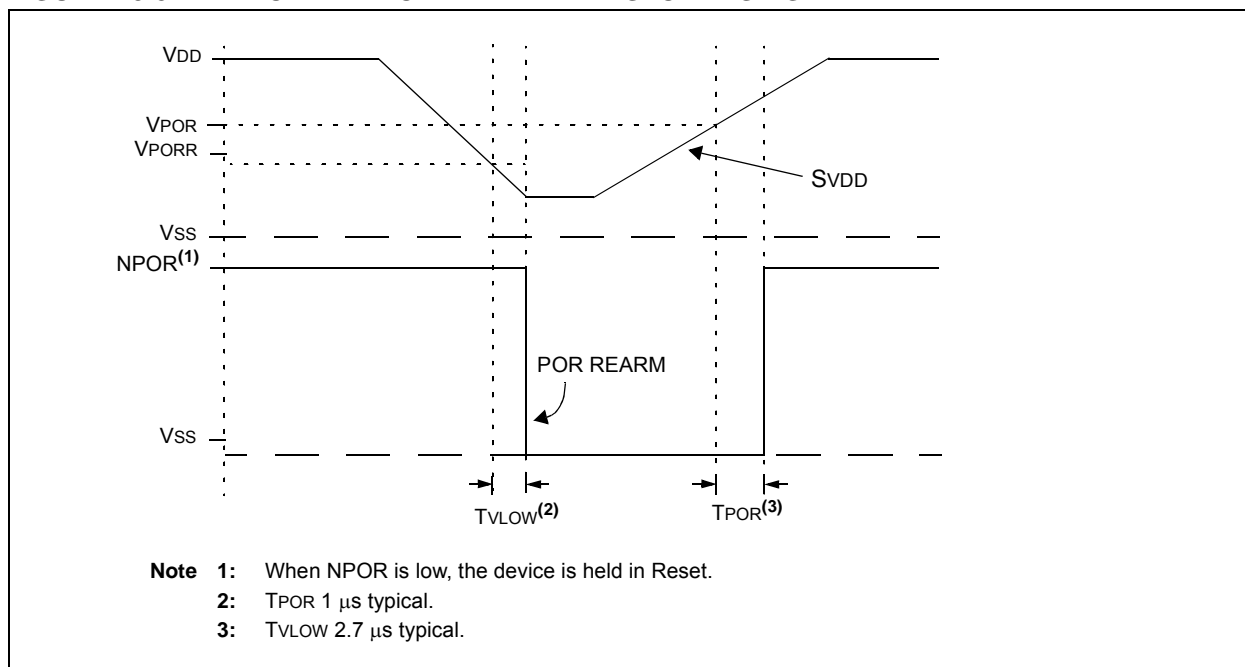 VDD
VPOR
VPORR
SVDD
VSS
NPOR(1)
POR REARM
VSS
TVLOW(2)
TPOR(3)
Note 1: When NPOR is low, the device is held in Reset.
2: TPOR 1 μs typical.
3: TVLOW 2.7 μs typical.